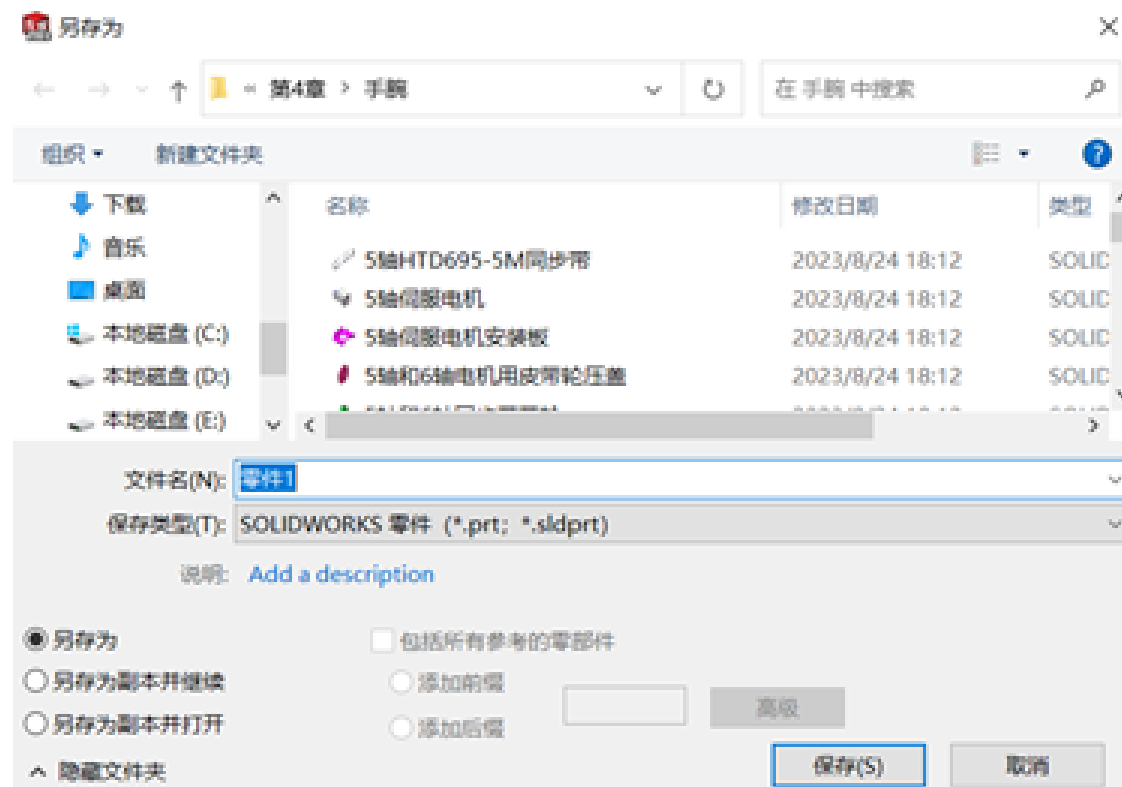 另存为
« 第4章 › 手腕
在 手腕 中搜索
组织 新建文件夹
下载
音乐
桌面
本地磁盘 (C:)
本地磁盘 (D:)
本地磁盘 (E:)
名称 修改日期 类型
5轴HTD695-5M同步带 2023/8/24 18:12 SOLID
5轴伺服电机 2023/8/24 18:12 SOLID
5轴伺服电机安装板 2023/8/24 18:12 SOLID
5轴和6轴电机用皮带轮压盖 2023/8/24 18:12 SOLID
文件名(N): 零件1
保存类型(T): SOLIDWORKS 零件 (*.prt; *.sldprt)
说明: Add a description
另存为
另存为副本并继续
另存为副本并打开
包括所有参考的零部件
添加前缀
添加后缀
高级
隐藏文件夹
保存(S) 取消